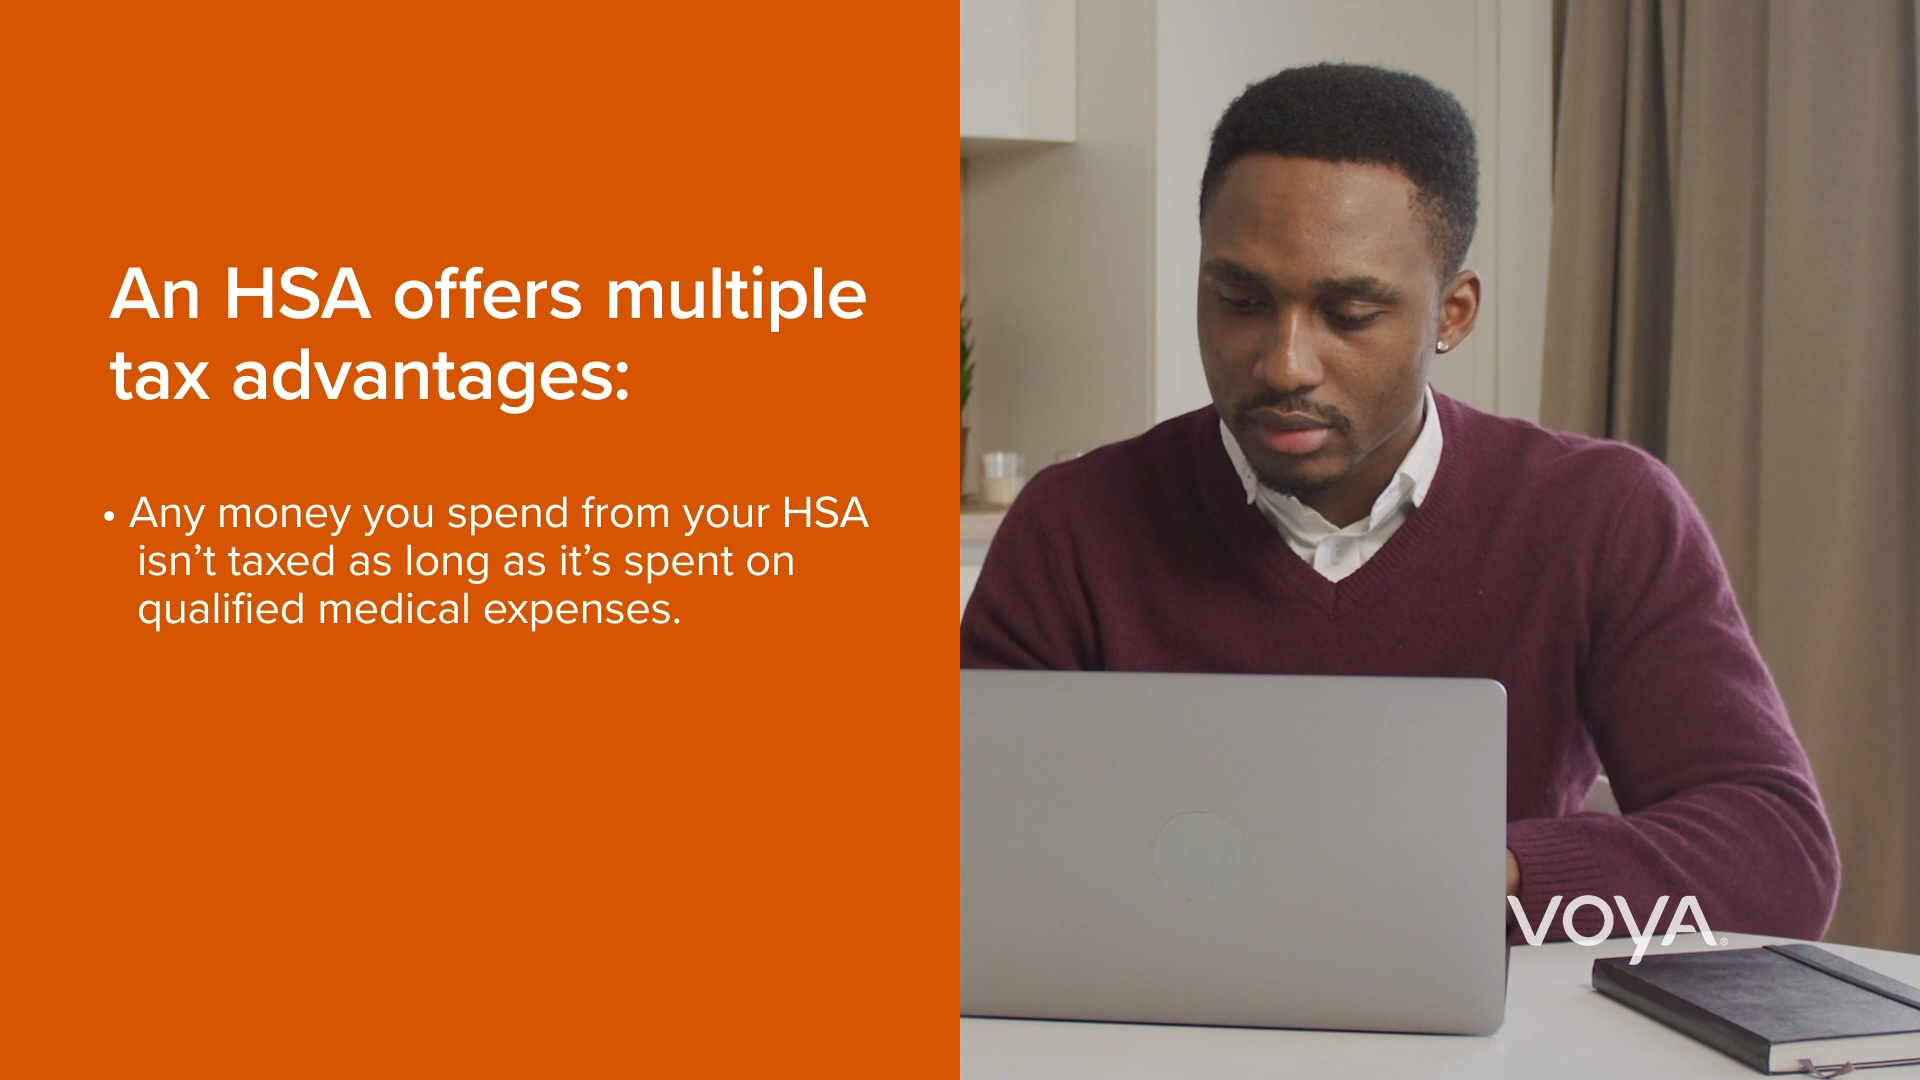 An HSA offers multiple
tax advantages:
• Any money you spend from your HSA
isn’t taxed as long as it’s spent on
qualified medical expenses.
VOYA®